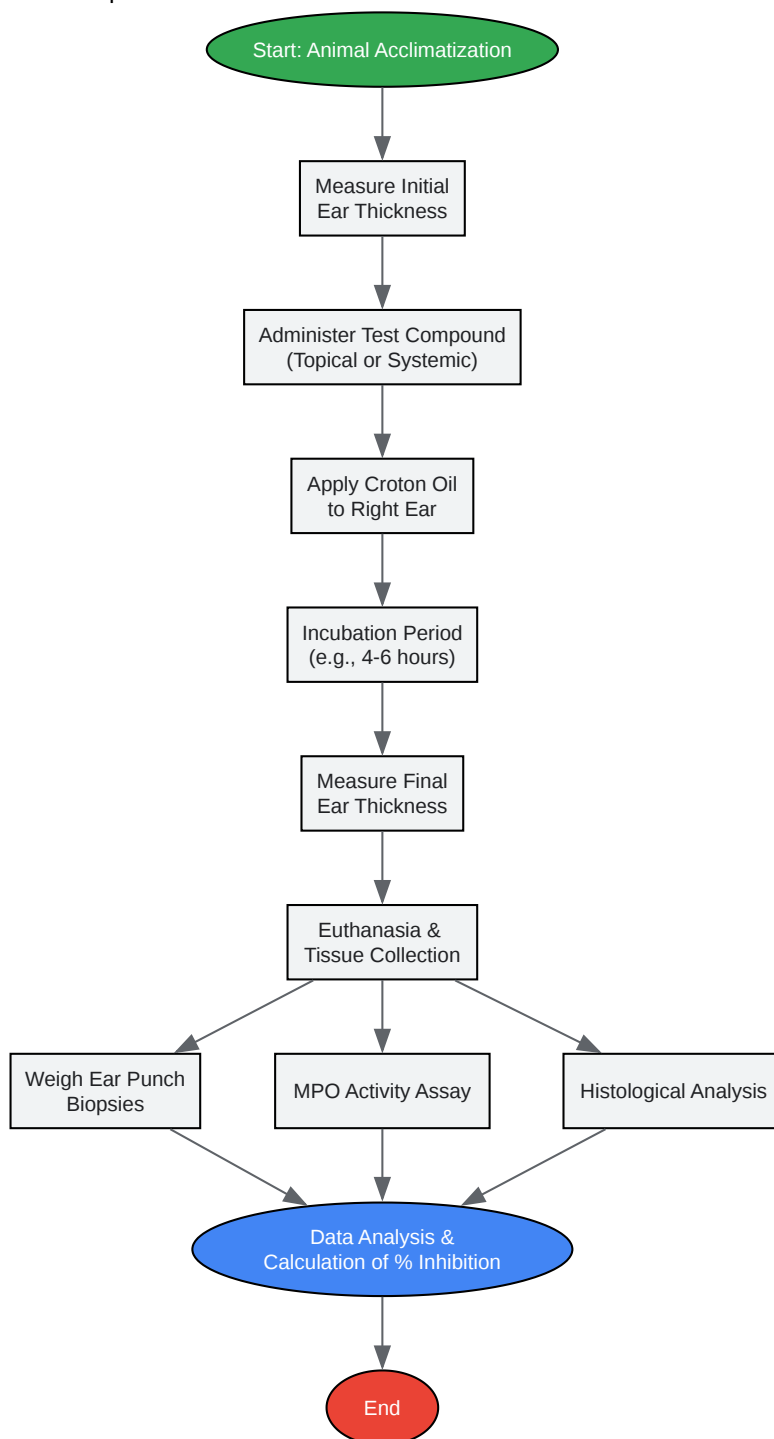 Start: Animal Acclimatization
Measure Initial
Ear Thickness
Administer Test Compound
(Topical or Systemic)
Apply Croton Oil
to Right Ear
Incubation Period
(e.g., 4-6 hours)
Measure Final
Ear Thickness
Euthanasia &
Tissue Collection
Weigh Ear Punch
Biopsies
MPO Activity Assay
Histological Analysis
Data Analysis &
Calculation of % Inhibition
End